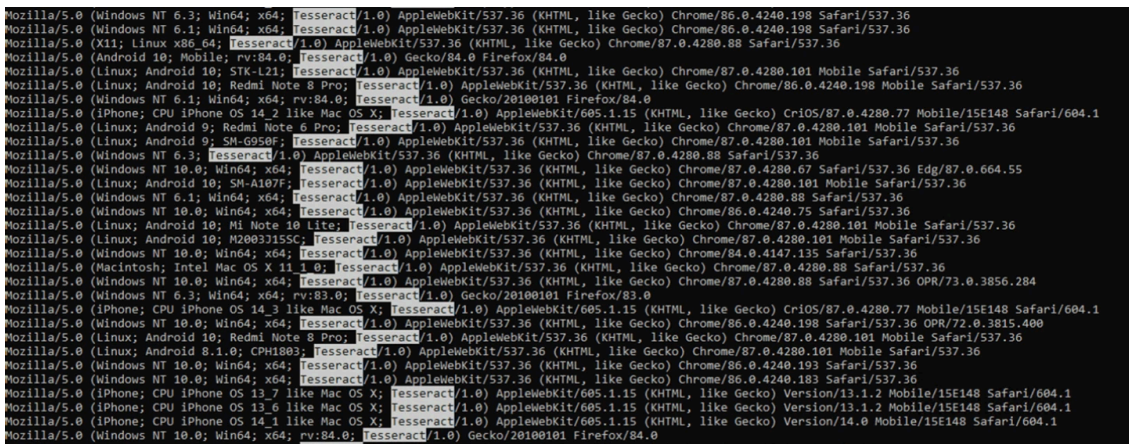 Mozilla/5.0 (Windows NT 6.3; Win64; x64; Tesseract/1.0) AppleWebKit/537.36 (KHTML, like Gecko) Chrome/86.0.4240.198 Safari/537.36
Mozilla/5.0 (Windows NT 6.1; Win64; x64; Tesseract/1.0) AppleWebKit/537.36 (KHTML, like Gecko) Chrome/86.0.4240.198 Safari/537.36
Mozilla/5.0 (X11; Linux x86_64; Tesseract/1.0) AppleWebKit/537.36 (KHTML, like Gecko) Chrome/87.0.4280.88 Safari/537.36
Mozilla/5.0 (Android 10; Mobile; rv:84.0; Tesseract/1.0) Gecko/84.0 Firefox/84.0
Mozilla/5.0 (Linux; Android 10; STK-L21; Tesseract/1.0) AppleWebKit/537.36 (KHTML, like Gecko) Chrome/87.0.4280.101 Mobile Safari/537.36
Mozilla/5.0 (Linux; Android 10; Redmi Note 8 Pro; Tesseract/1.0) AppleWebKit/537.36 (KHTML, like Gecko) Chrome/86.0.4240.198 Mobile Safari/537.36
Mozilla/5.0 (Windows NT 6.1; Win64; x64; rv:84.0; Tesseract/1.0) Gecko/20100101 Firefox/84.0
Mozilla/5.0 (iPhone; CPU iPhone OS 14_2 like Mac OS X; Tesseract/1.0) AppleWebKit/605.1.15 (KHTML, like Gecko) CriOS/87.0.4280.77 Mobile/15E148 Safari/604.1
Mozilla/5.0 (Linux; Android 9; Redmi Note 6 Pro; Tesseract/1.0) AppleWebKit/537.36 (KHTML, like Gecko) Chrome/87.0.4280.101 Mobile Safari/537.36
Mozilla/5.0 (Linux; Android 9; SM-G950F; Tesseract/1.0) AppleWebKit/537.36 (KHTML, like Gecko) Chrome/87.0.4280.101 Mobile Safari/537.36
Mozilla/5.0 (Windows NT 6.3; Tesseract/1.0) AppleWebKit/537.36 (KHTML, like Gecko) Chrome/87.0.4280.88 Safari/537.36
Mozilla/5.0 (Windows NT 10.0; Win64; x64; Tesseract/1.0) AppleWebKit/537.36 (KHTML, like Gecko) Chrome/87.0.4280.67 Safari/537.36 Edg/87.0.664.55
Mozilla/5.0 (Linux; Android 10; SM-A107F; Tesseract/1.0) AppleWebKit/537.36 (KHTML, like Gecko) Chrome/87.0.4280.101 Mobile Safari/537.36
Mozilla/5.0 (Windows NT 6.1; Win64; x64; Tesseract/1.0) AppleWebKit/537.36 (KHTML, like Gecko) Chrome/87.0.4280.88 Safari/537.36
Mozilla/5.0 (Windows NT 10.0; Win64; x64; Tesseract/1.0) AppleWebKit/537.36 (KHTML, like Gecko) Chrome/86.0.4240.75 Safari/537.36
Mozilla/5.0 (Linux; Android 10; Mi Note 10 Lite; Tesseract/1.0) AppleWebKit/537.36 (KHTML, like Gecko) Chrome/87.0.4280.101 Mobile Safari/537.36
Mozilla/5.0 (Linux; Android 10; M2003J15SC; Tesseract/1.0) AppleWebKit/537.36 (KHTML, like Gecko) Chrome/87.0.4280.101 Mobile Safari/537.36
Mozilla/5.0 (Windows NT 10.0; Win64; x64; Tesseract/1.0) AppleWebKit/537.36 (KHTML, like Gecko) Chrome/84.0.4147.135 Safari/537.36
Mozilla/5.0 (Macintosh; Intel Mac OS X 11_1_0; Tesseract/1.0) AppleWebKit/537.36 (KHTML, like Gecko) Chrome/87.0.4280.88 Safari/537.36
Mozilla/5.0 (Windows NT 10.0; Win64; x64; Tesseract/1.0) AppleWebKit/537.36 (KHTML, like Gecko) Chrome/87.0.4280.88 Safari/537.36 OPR/73.0.3856.284
Mozilla/5.0 (Windows NT 6.3; Win64; x64; rv:83.0; Tesseract/1.0) Gecko/20100101 Firefox/83.0
Mozilla/5.0 (iPhone; CPU iPhone OS 14_3 like Mac OS X; Tesseract/1.0) AppleWebKit/605.1.15 (KHTML, like Gecko) CriOS/87.0.4280.77 Mobile/15E148 Safari/604.1
Mozilla/5.0 (Windows NT 10.0; Win64; x64; Tesseract/1.0) AppleWebKit/537.36 (KHTML, like Gecko) Chrome/86.0.4240.198 Safari/537.36 OPR/72.0.3815.400
Mozilla/5.0 (Linux; Android 10; Redmi Note 8 Pro; Tesseract/1.0) AppleWebKit/537.36 (KHTML, like Gecko) Chrome/87.0.4280.101 Mobile Safari/537.36
Mozilla/5.0 (Linux; Android 8.1.0; CPH1803; Tesseract/1.0) AppleWebKit/537.36 (KHTML, like Gecko) Chrome/87.0.4280.101 Mobile Safari/537.36
Mozilla/5.0 (Windows NT 10.0; Win64; x64; Tesseract/1.0) AppleWebKit/537.36 (KHTML, like Gecko) Chrome/86.0.4240.193 Safari/537.36
Mozilla/5.0 (Windows NT 10.0; Win64; x64; Tesseract/1.0) AppleWebKit/537.36 (KHTML, like Gecko) Chrome/86.0.4240.183 Safari/537.36
Mozilla/5.0 (iPhone; CPU iPhone OS 13_7 like Mac OS X; Tesseract/1.0) AppleWebKit/605.1.15 (KHTML, like Gecko) Version/13.1.2 Mobile/15E148 Safari/604.1
Mozilla/5.0 (iPhone; CPU iPhone OS 13_6 like Mac OS X; Tesseract/1.0) AppleWebKit/605.1.15 (KHTML, like Gecko) Version/13.1.2 Mobile/15E148 Safari/604.1
Mozilla/5.0 (iPhone; CPU iPhone OS 14_1 like Mac OS X; Tesseract/1.0) AppleWebKit/605.1.15 (KHTML, like Gecko) Version/14.0 Mobile/15E148 Safari/604.1
Mozilla/5.0 (Windows NT 10.0; Win64; x64; rv:84.0; Tesseract/1.0) Gecko/20100101 Firefox/84.0